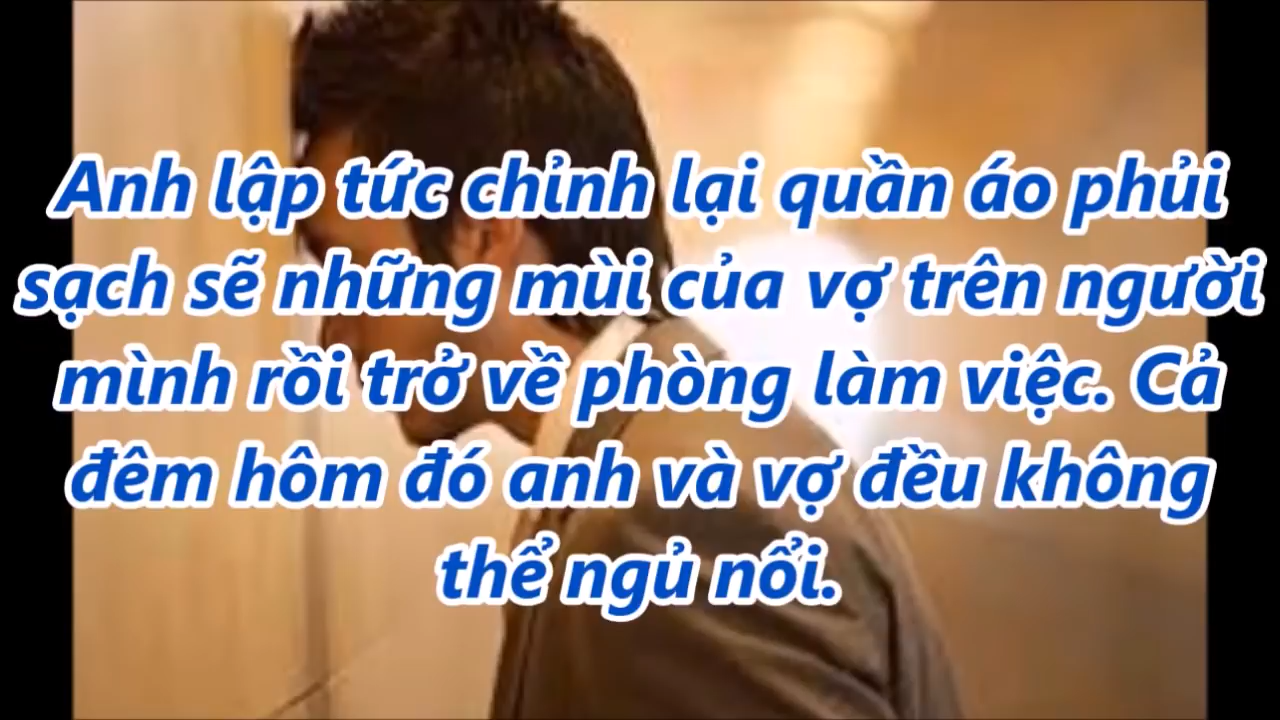 Anh lập tức chỉnh lại quần áo phủi
sạch sẽ những mùi của vợ trên người
mình rồi trở về phòng làm việc. Cả
đêm hôm đó anh và vợ đều không
thể ngủ nổi.